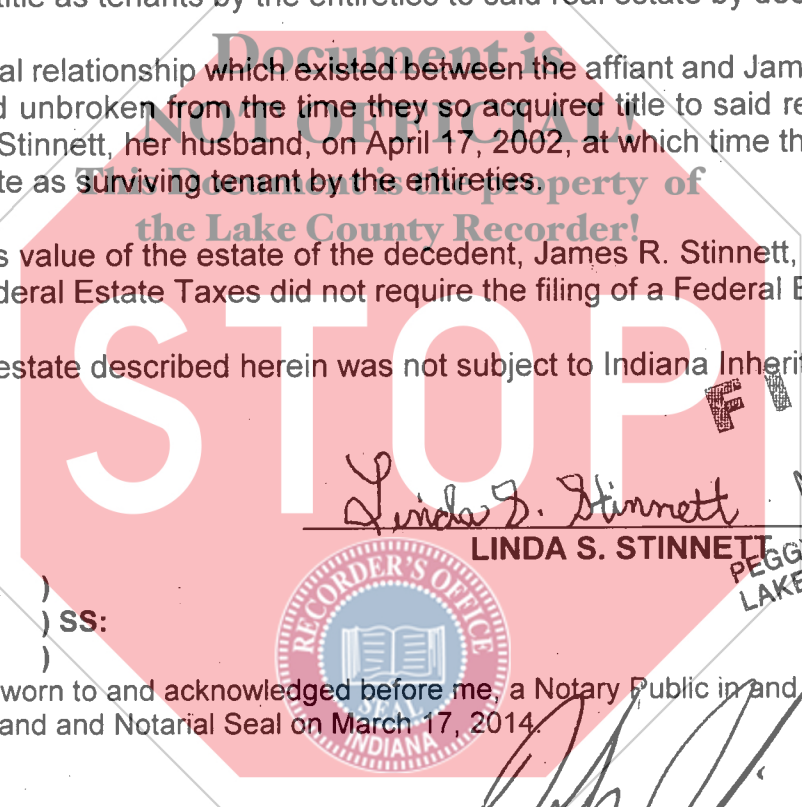 title as tenants by the entireties to said real estate by
Document is
al relationship which existed between the affiant and Jam
d unbroken from the time they so acquired title to said re
NOT OFFICIAL!
Stinnett, her husband, on April 17, 2002, at which time th
te as surviving tenant by the entireties.
This Document is the property of
the Lake County Recorder!
s value of the estate of the decedent, James R. Stinnett,
deral Estate Taxes did not require the filing of a Federal E
STOP
estate described herein was not subject to Indiana Inherit
FI
Linda S. Stinnett
LINDA S. STINNETT
PEGGY
LAKE
)
) SS:
)
RECORDER'S OFFICE
SEAL
INDIANA
worn to and acknowledged before me, a Notary Public in and,
and and Notarial Seal on March 17, 2014.